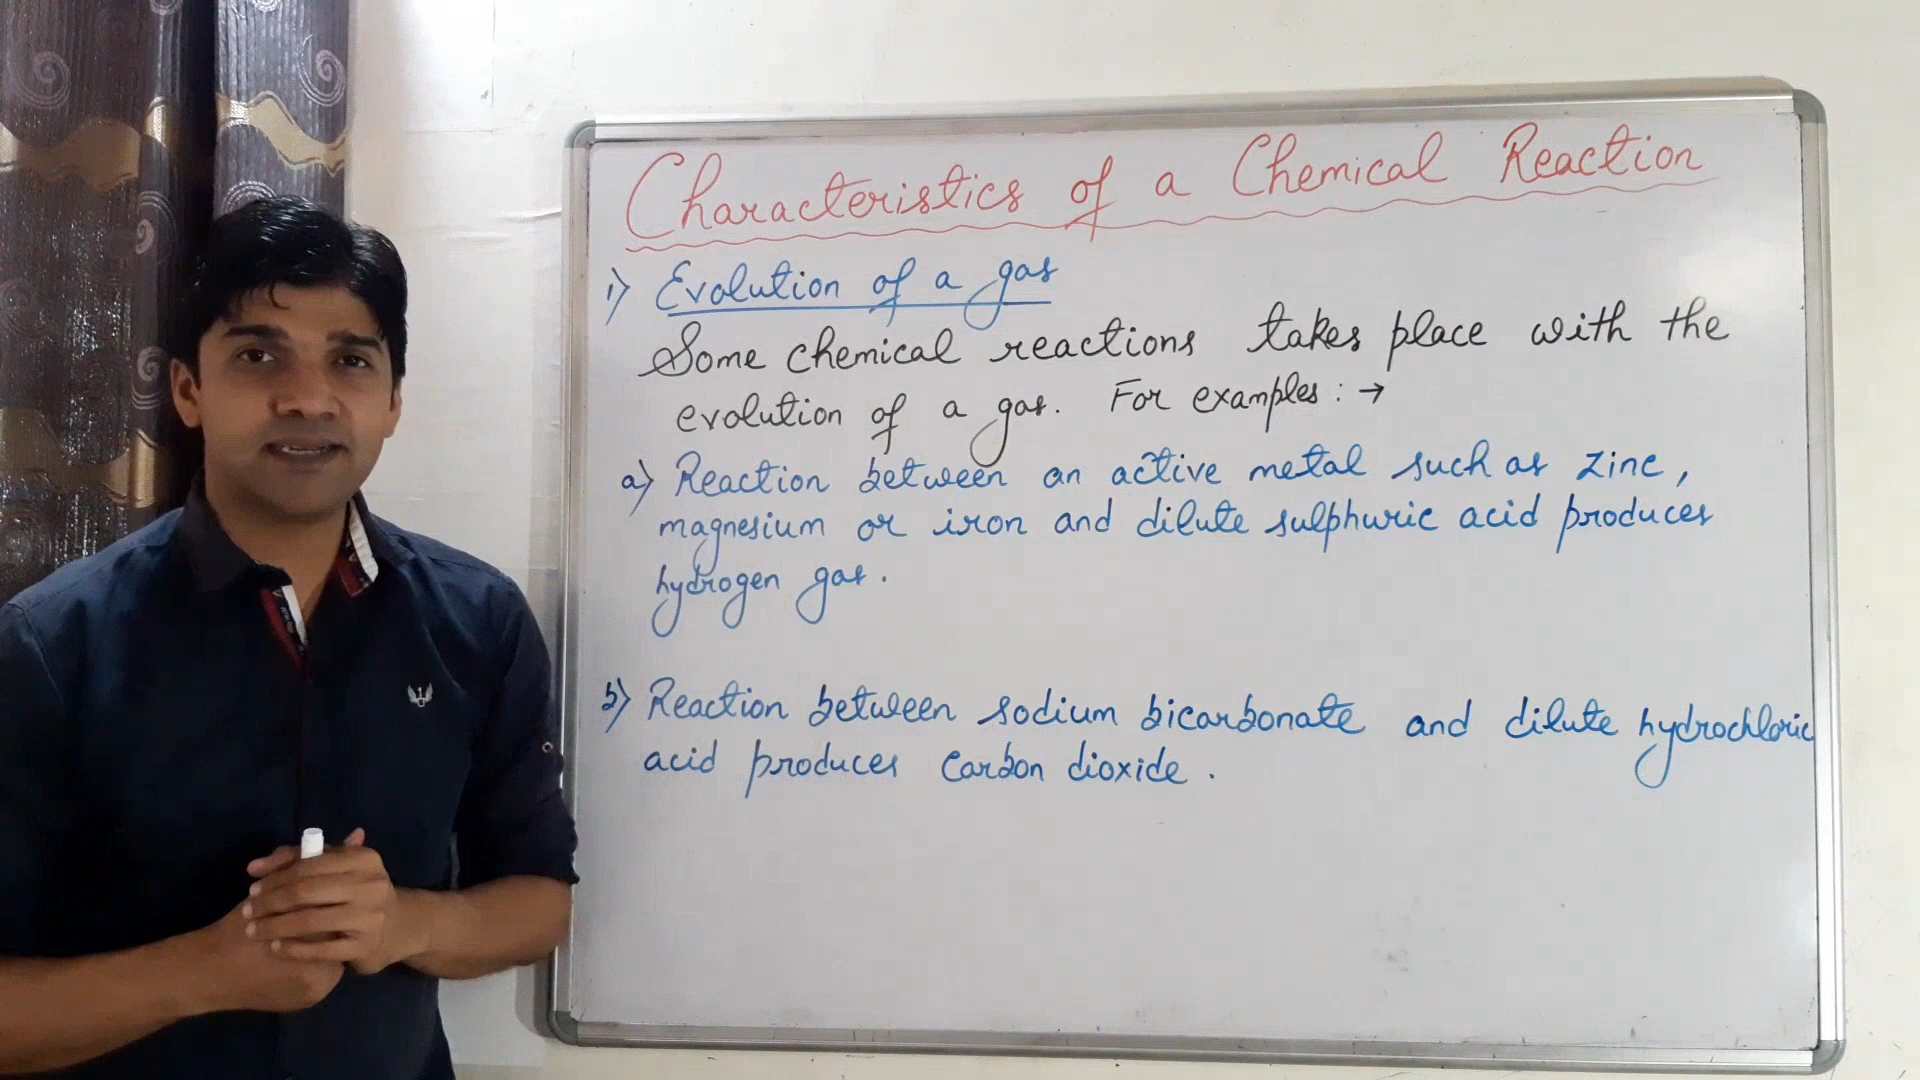 Characteristics of a Chemical Reaction
1) Evolution of a gas
Some chemical reactions takes place with the
evolution of a gas. For examples : →
a) Reaction between an active metal such as zinc,
magnesium or iron and dilute sulphuric acid produces
hydrogen gas.
b) Reaction between sodium bicarbonate and dilute hydrochloric
acid produces carbon dioxide.